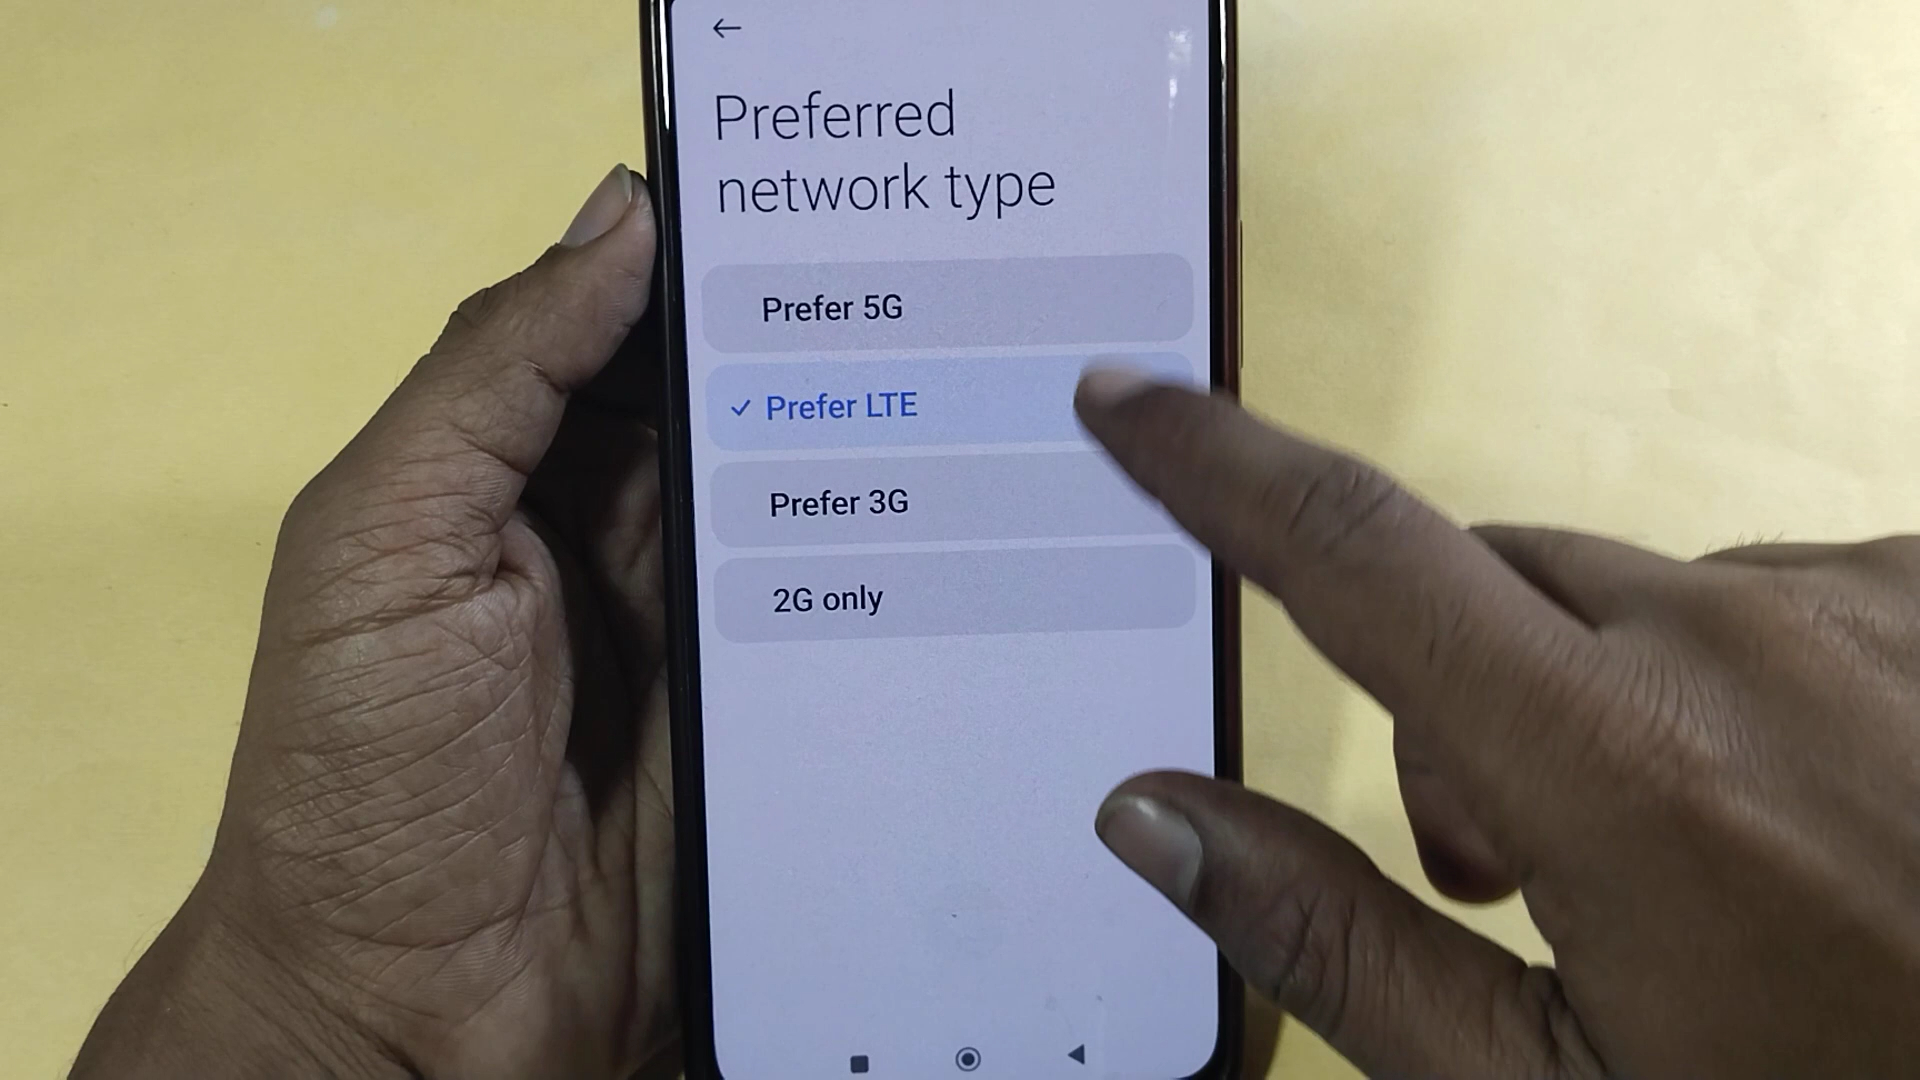 Preferred
network type
Prefer 5G
Prefer LTE
Prefer 3G
2G only